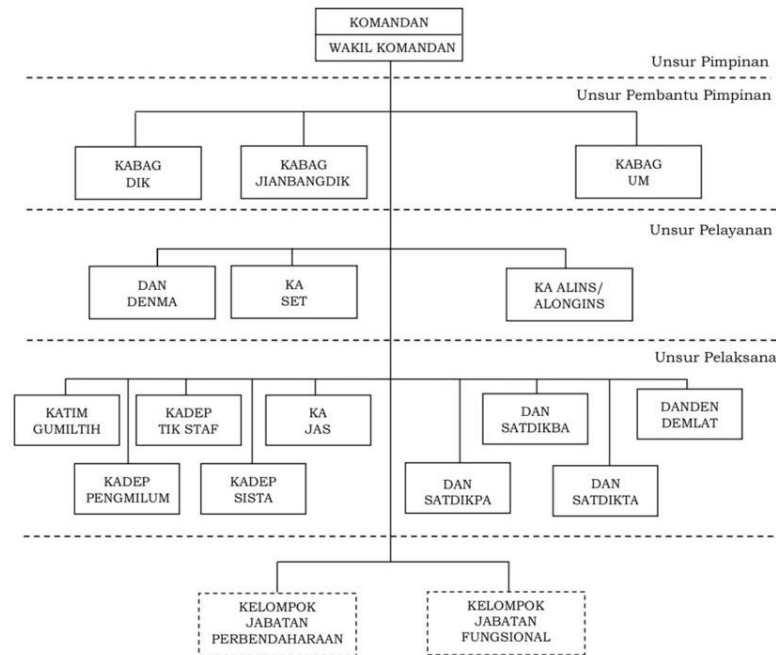 KOMANDAN
WAKIL KOMANDAN
Unsur Pimpinan
Unsur Pembantu Pimpinan
KABAG
DIK
KABAG
JIANBANGDIK
KABAG
UM
Unsur Pelayanan
DAN
DENMA
KA
SET
KA ALINS/
ALONGINS
Unsur Pelaksana
KATIM
GUMILTIH
KADEP
TIK STAF
KA
JAS
DAN
SATDIKBA
DANDEN
DEMLAT
KADEP
PENGMILUM
KADEP
SISTA
DAN
SATDIKPA
DAN
SATDIKTA
KELOMPOK
JABATAN
PERBENDAHARAAN
KELOMPOK
JABATAN
FUNGSIONAL